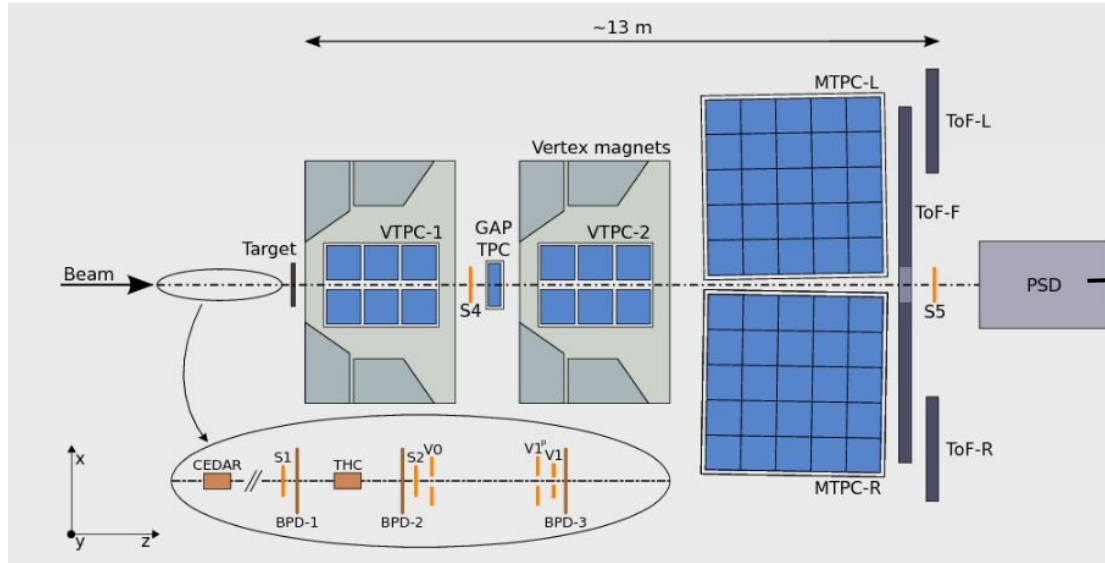 ~13 m
MTPC-L
ToF-L
Vertex magnets
ToF-F
VTPC-1
GAP
TPC
VTPC-2
Target
Beam
PSD
S4
S5
x
y
z
CEDAR
S1
THC
S2
V0
V1ᵖ
V1
BPD-1
BPD-2
BPD-3
ToF-R
MTPC-R